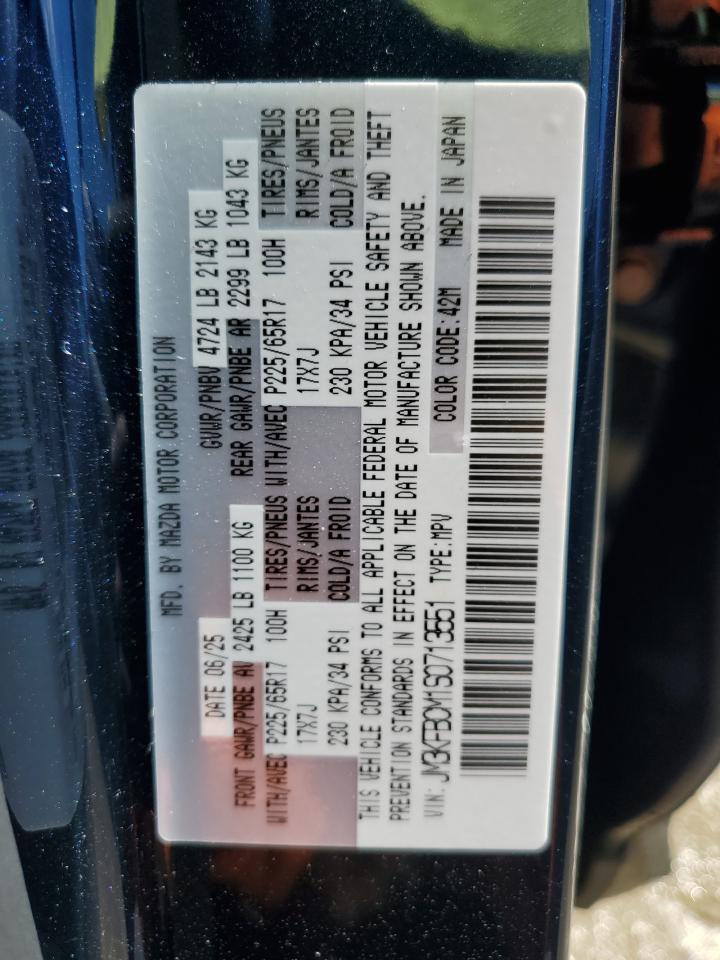 MFD. BY MAZDA MOTOR CORPORATION
DATE 06/25 GVWR/PNBV 4724 LB 2143 KG
FRONT GAWR/PNBE AV 2425 LB 1100 KG REAR GAWR/PNBE AR 2299 LB 1043 KG
WITH/AVEC P225/65R17 100H TIRES/PNEUS WITH/AVEC P225/65R17 100H TIRES/PNEUS
17X7J RIMS/JANTES 17X7J RIMS/JANTES
230 KPA/34 PSI COLD/A FROID 230 KPA/34 PSI COLD/A FROID
THIS VEHICLE CONFORMS TO ALL APPLICABLE FEDERAL MOTOR VEHICLE SAFETY AND THEFT
PREVENTION STANDARDS IN EFFECT ON THE DATE OF MANUFACTURE SHOWN ABOVE.
VIN: JM3KFBCM1S0713551 TYPE:MPV COLOR CODE:42M MADE IN JAPAN